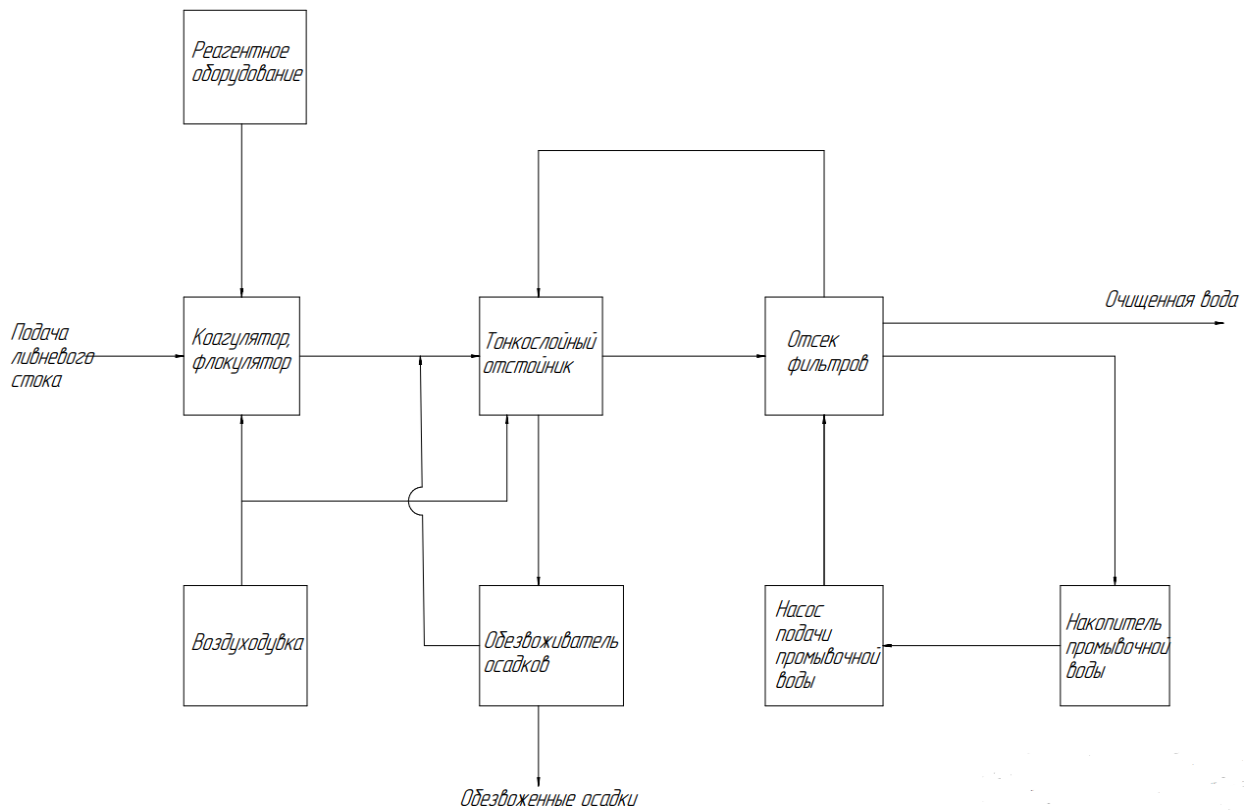 Реагентное
оборудование
Очищенная вода
Подача
ливневого
стока
Коагулятор,
флокулятор
Тонкослойный
отстойник
Отсек
фильтров
Воздуходувка
Обезвоживатель
осадков
Насос
подачи
промывочной
воды
Накопитель
промывочной
воды
Обезвоженные осадки